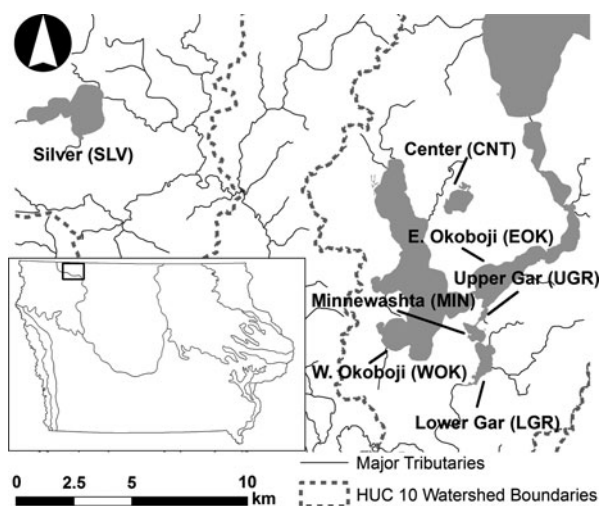 Center (CNT)
Silver (SLV)
E. Okoboji (EOK)
Upper Gar (UGR)
Minnewashta (MIN)
W. Okoboji (WOK)
Lower Gar (LGR)
Major Tributaries
0 2.5 5 10
km
HUC 10 Watershed Boundaries